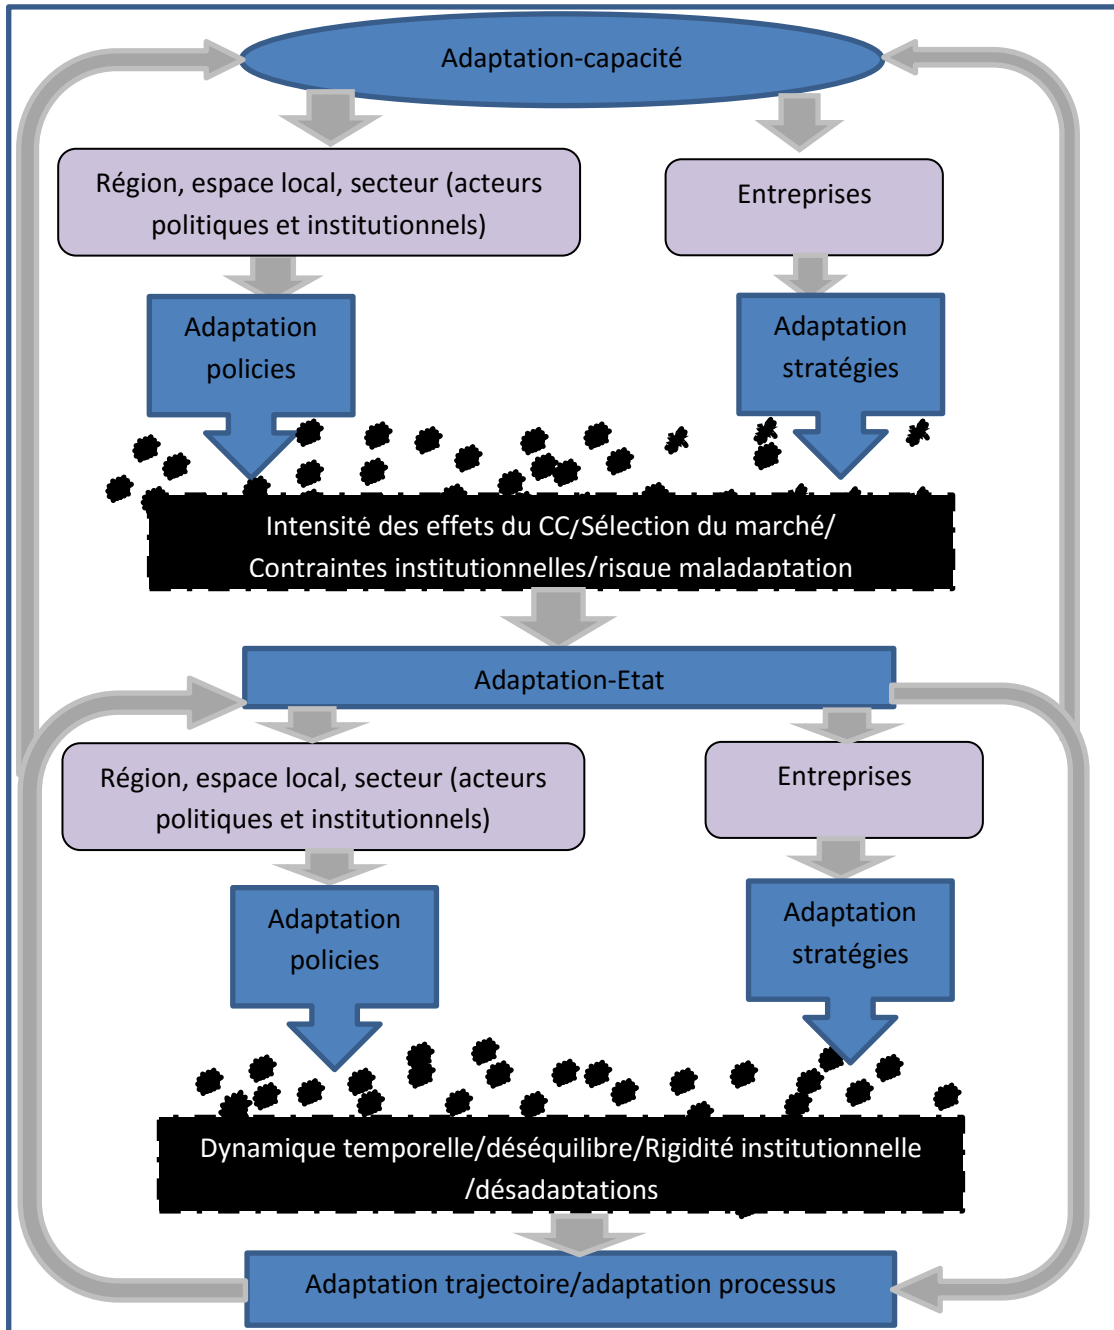 Adaptation-capacité
Région, espace local, secteur (acteurs
politiques et institutionnels)
Entreprises
Adaptation
policies
Adaptation
stratégies
Intensité des effets du CC/Sélection du marché/
Contraintes institutionnelles/risque maladaptation
Adaptation-Etat
Région, espace local, secteur (acteurs
politiques et institutionnels)
Entreprises
Adaptation
policies
Adaptation
stratégies
Dynamique temporelle/déséquilibre/Rigidité institutionnelle
/désadaptations
Adaptation trajectoire/adaptation processus